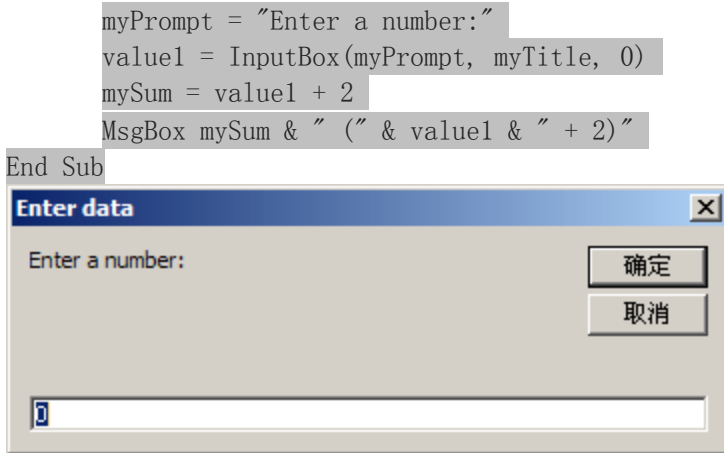 myPrompt = "Enter a number:"
value1 = InputBox(myPrompt, myTitle, 0)
mySum = value1 + 2
MsgBox mySum & " (" & value1 & " + 2)"
End Sub
Enter data
Enter a number:
确定
取消
0